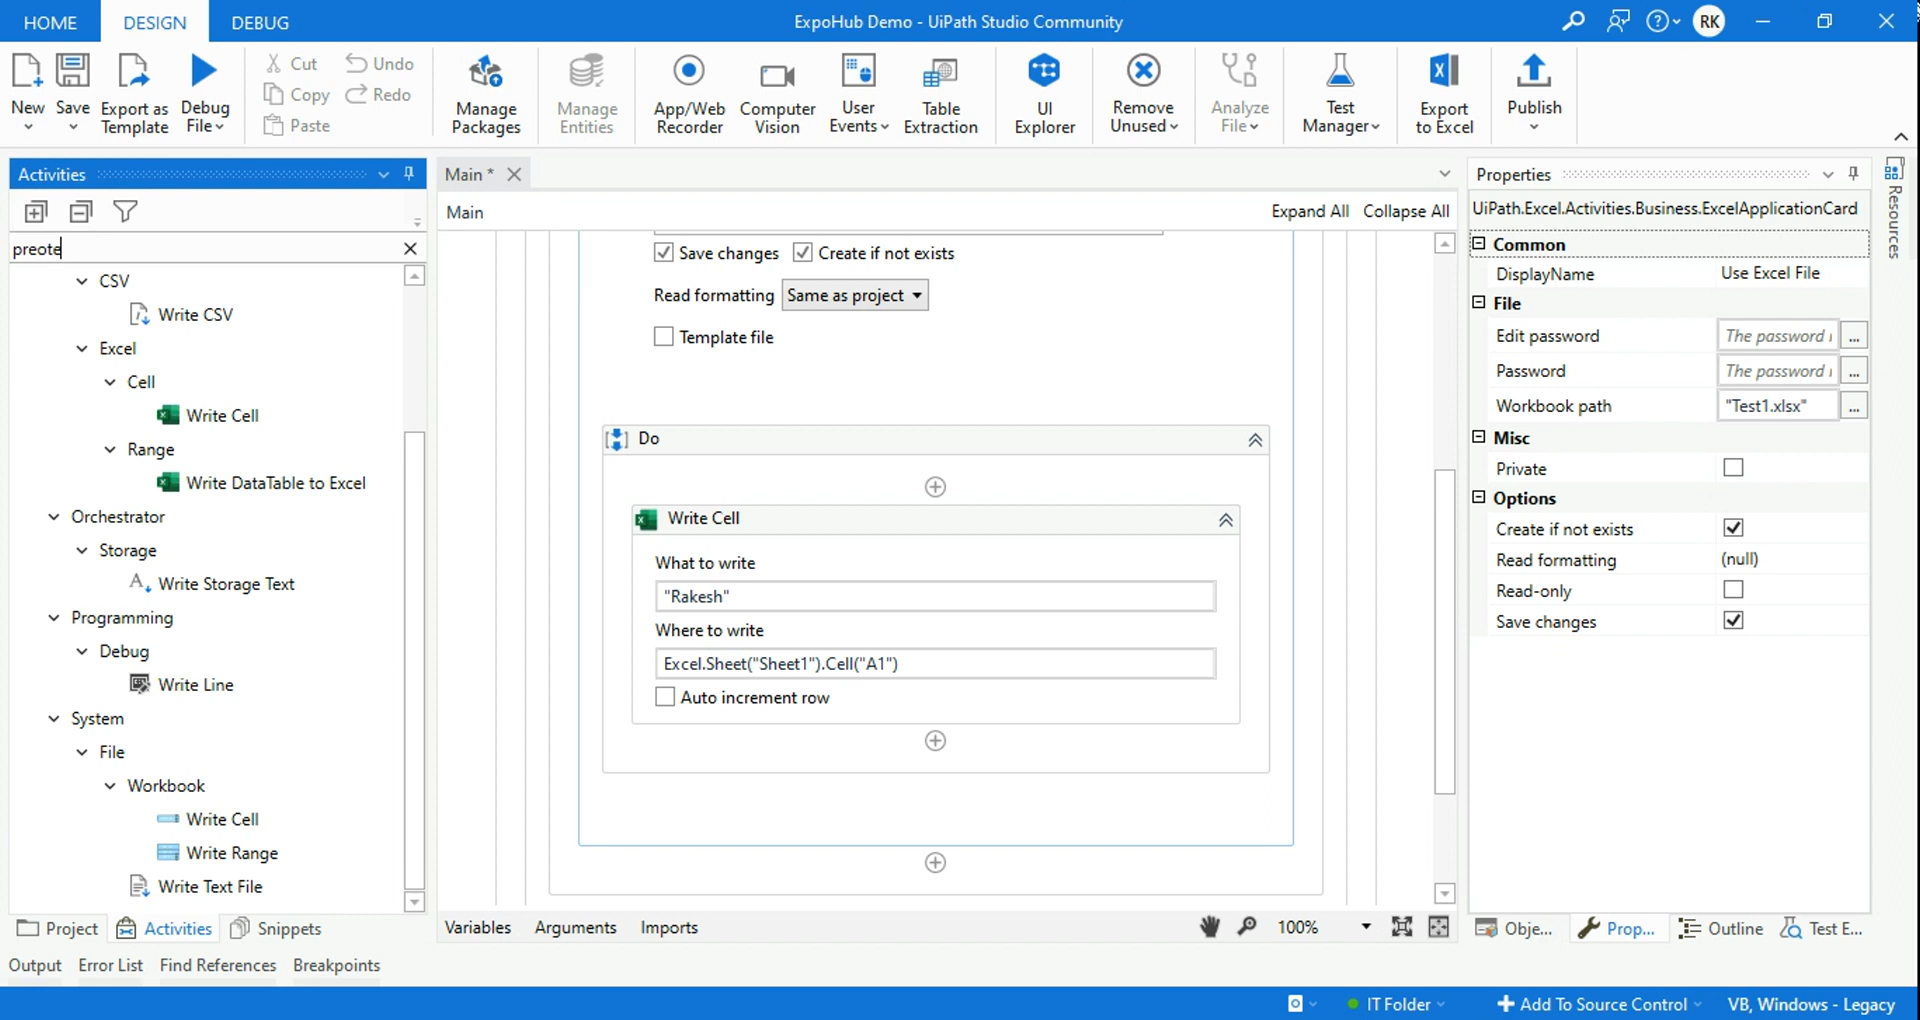 HOME DESIGN DEBUG ExpoHub Demo - UiPath Studio Community RK
New Save Export as Template Debug File Cut Copy Paste Undo Redo Manage Packages Manage Entities App/Web Recorder Computer Vision User Events Table Extraction UI Explorer Remove Unused Analyze File Test Manager Export to Excel Publish
Activities
preote
CSV
Write CSV
Excel
Cell
Write Cell
Range
Write DataTable to Excel
Orchestrator
Storage
Write Storage Text
Programming
Debug
Write Line
System
File
Workbook
Write Cell
Write Range
Write Text File
Project Activities Snippets
Main *
Main Expand All Collapse All
Save changes Create if not exists
Read formatting Same as project
Template file
Do
Write Cell
What to write
"Rakesh"
Where to write
Excel.Sheet("Sheet1").Cell("A1")
Auto increment row
Variables Arguments Imports 100%
Properties
UiPath.Excel.Activities.Business.ExcelApplicationCard
Common
DisplayName Use Excel File
File
Edit password The password ...
Password The password ...
Workbook path "Test1.xlsx" ...
Misc
Private
Options
Create if not exists
Read formatting (null)
Read-only
Save changes
Obje... Prop... Outline Test E...
Resources
Output Error List Find References Breakpoints
IT Folder Add To Source Control VB, Windows - Legacy